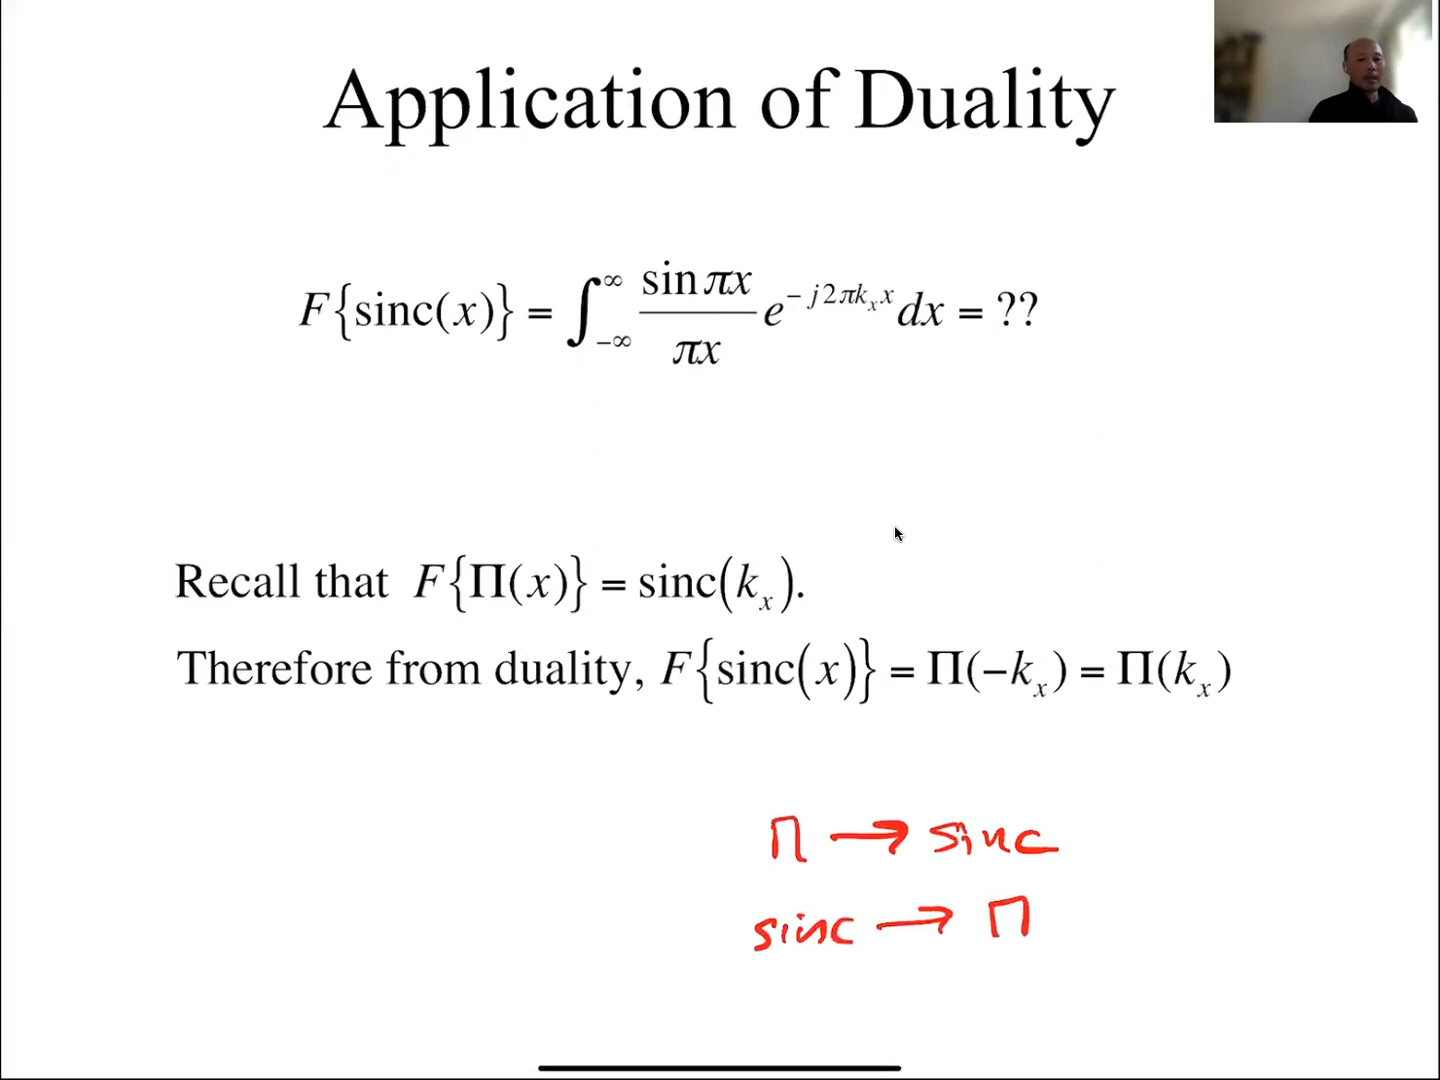 Application of Duality
F{sinc(x)} = ∫_{-∞}^{∞} \frac{sin πx}{πx} e^{-j2πk_x x} dx = ??
Recall that F{Π(x)} = sinc(k_x).
Therefore from duality, F{sinc(x)} = Π(−k_x) = Π(k_x)
Π → sinc
sinc → Π